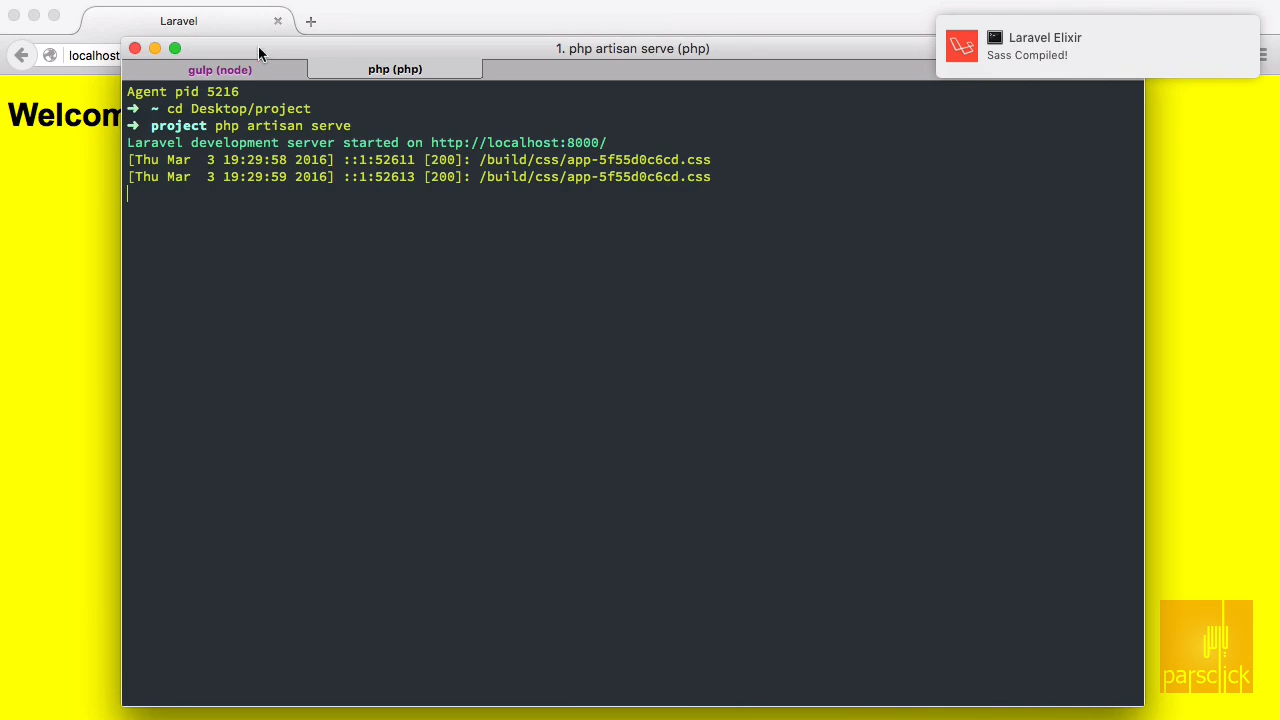 Laravel
localhost
Welcom
1. php artisan serve (php)
Laravel Elixir
Sass Compiled!
gulp (node)
php (php)
Agent pid 5216
➜ ~ cd Desktop/project
➜ project php artisan serve
Laravel development server started on http://localhost:8000/
[Thu Mar  3 19:29:58 2016] ::1:52611 [200]: /build/css/app-5f55d0c6cd.css
[Thu Mar  3 19:29:59 2016] ::1:52613 [200]: /build/css/app-5f55d0c6cd.css
parsclick